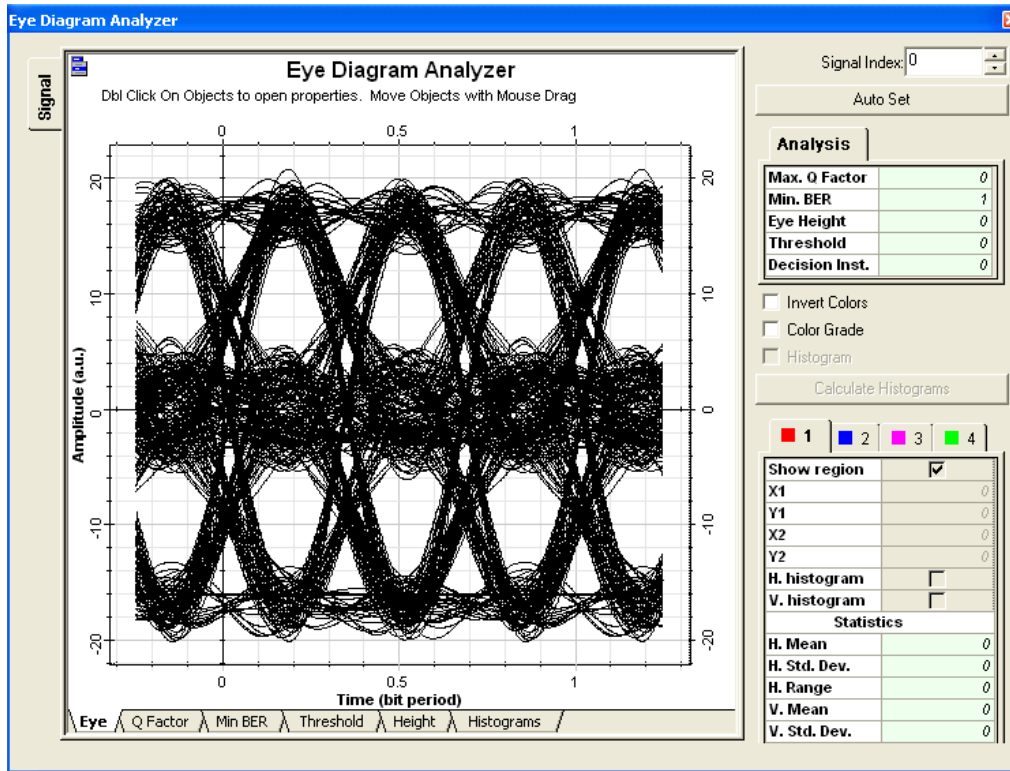 Eye Diagram Analyzer
Signal
Eye Diagram Analyzer
Dbl Click On Objects to open properties.  Move Objects with Mouse Drag
0 0.5 1
20 20
10 10
0 0
-10 -10
-20 -20
Amplitude (a.u.)
0 0.5 1
Time (bit period)
Eye Q Factor Min BER Threshold Height Histograms
Signal Index: 0
Auto Set
Analysis
Max. Q Factor 0
Min. BER 1
Eye Height 0
Threshold 0
Decision Inst. 0
Invert Colors
Color Grade
Histogram
Calculate Histograms
1 2 3 4
Show region
X1 0
Y1 0
X2 0
Y2 0
H. histogram
V. histogram
Statistics
H. Mean 0
H. Std. Dev. 0
H. Range 0
V. Mean 0
V. Std. Dev. 0